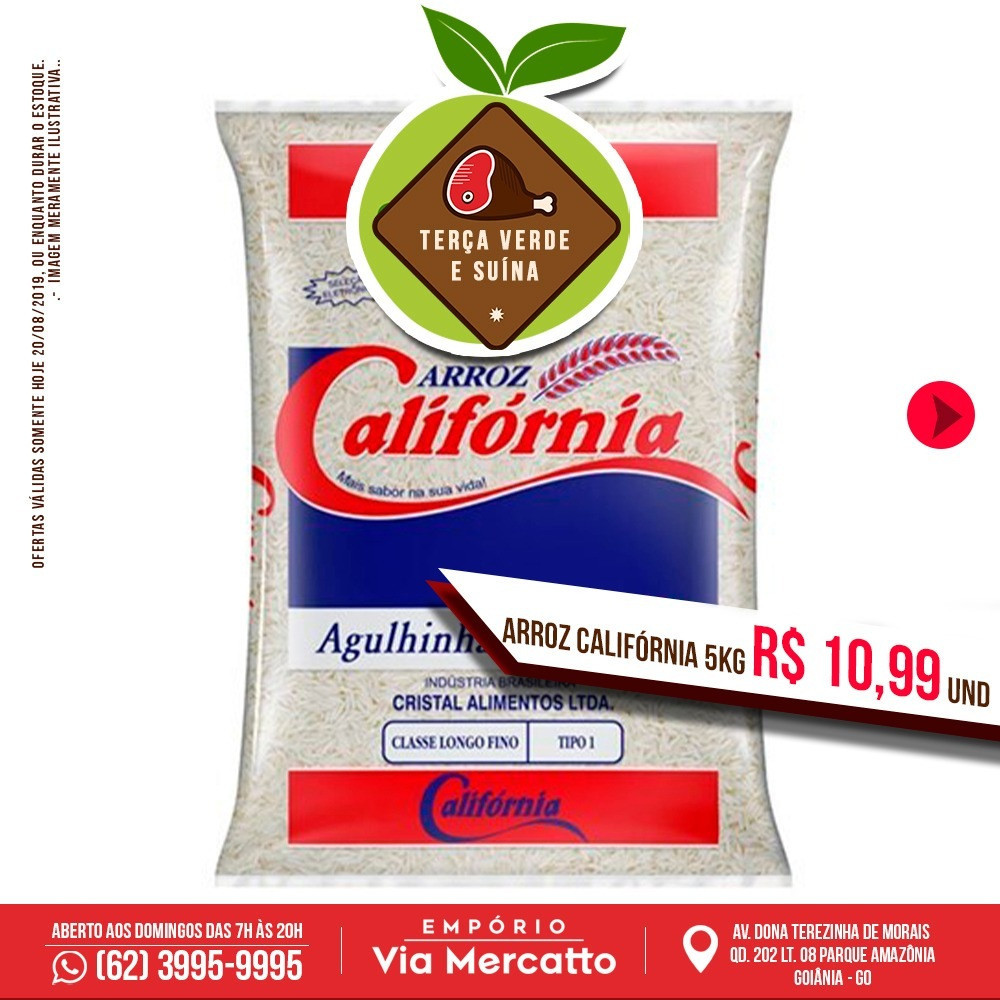 OFERTAS VÁLIDAS SOMENTE HOJE 20/08/2019, OU ENQUANTO DURAR O ESTOQUE.
.- IMAGEM MERAMENTE ILUSTRATIVA..
TERÇA VERDE
E SUÍNA
SELEÇÃO
ARROZ
Califórnia
Mais sabor na sua vida!
Agulhinha
INDÚSTRIA BRASILEIRA
CRISTAL ALIMENTOS LTDA.
CLASSE LONGO FINO TIPO 1
Califórnia
ARROZ CALIFÓRNIA 5KG R$ 10,99 UND
ABERTO AOS DOMINGOS DAS 7H ÀS 20H
(62) 3995-9995
EMPÓRIO
Via Mercatto
AV. DONA TEREZINHA DE MORAIS
QD. 202 LT. 08 PARQUE AMAZÔNIA
GOIÂNIA - GO